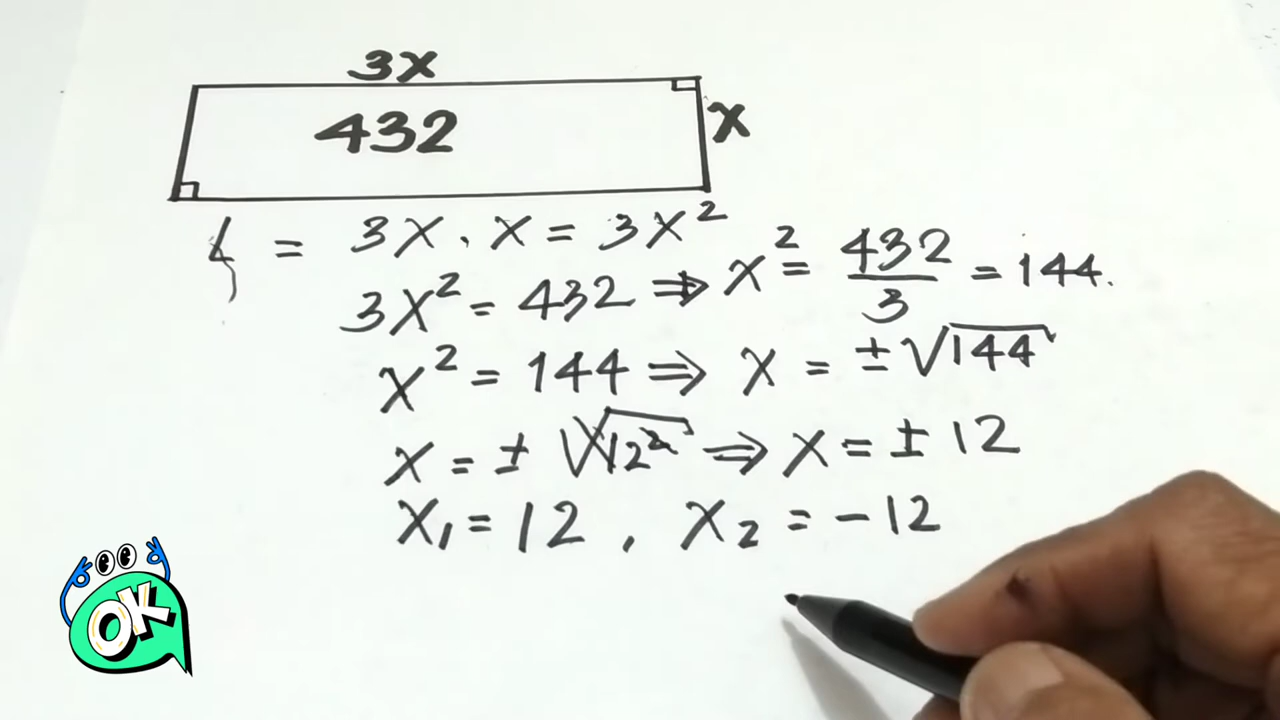 3x
432
x
= 3x . x = 3x²
3x² = 432 ⇒ x² = 432/3 = 144.
x² = 144 ⇒ x = ±√144
x = ±√12² ⇒ x = ±12
x₁ = 12 , x₂ = -12
OK